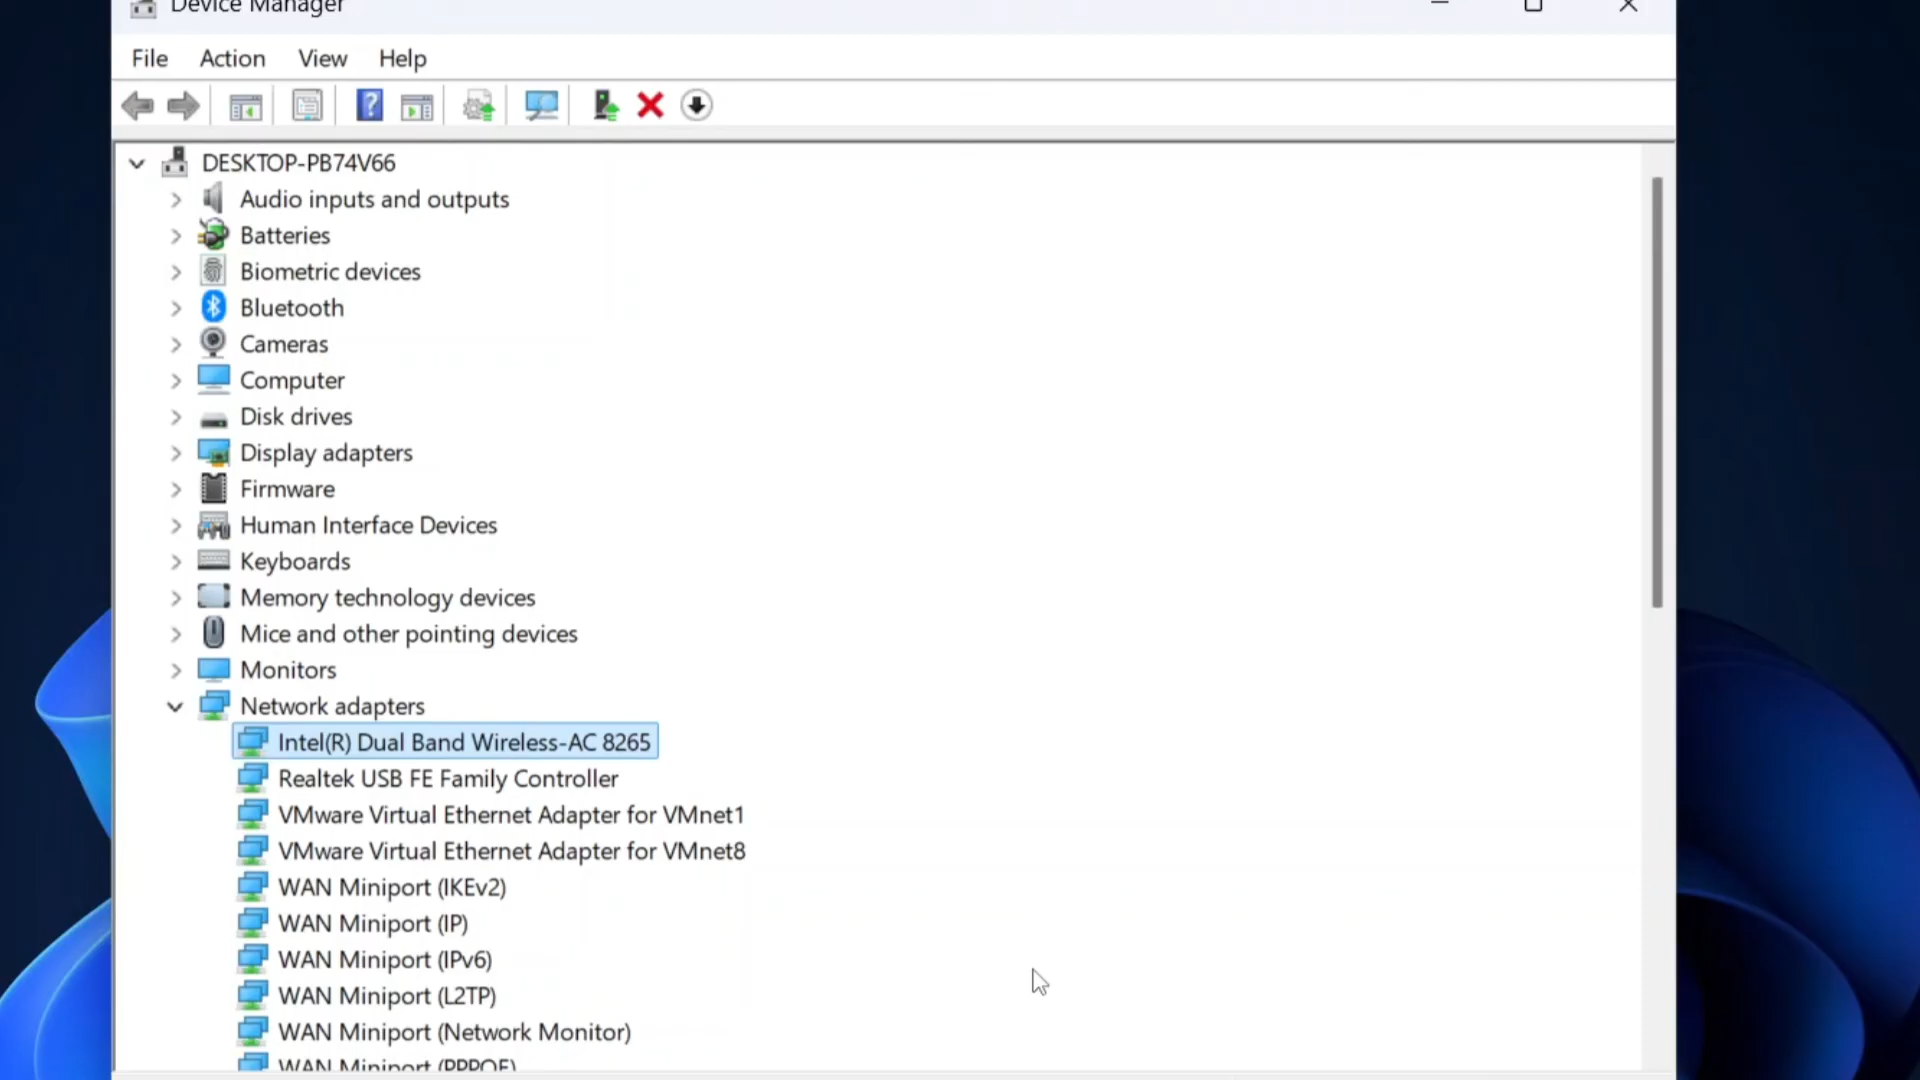 Device Manager
File Action View Help
DESKTOP-PB74V66
Audio inputs and outputs
Batteries
Biometric devices
Bluetooth
Cameras
Computer
Disk drives
Display adapters
Firmware
Human Interface Devices
Keyboards
Memory technology devices
Mice and other pointing devices
Monitors
Network adapters
Intel(R) Dual Band Wireless-AC 8265
Realtek USB FE Family Controller
VMware Virtual Ethernet Adapter for VMnet1
VMware Virtual Ethernet Adapter for VMnet8
WAN Miniport (IKEv2)
WAN Miniport (IP)
WAN Miniport (IPv6)
WAN Miniport (L2TP)
WAN Miniport (Network Monitor)
WAN Miniport (PPPOE)